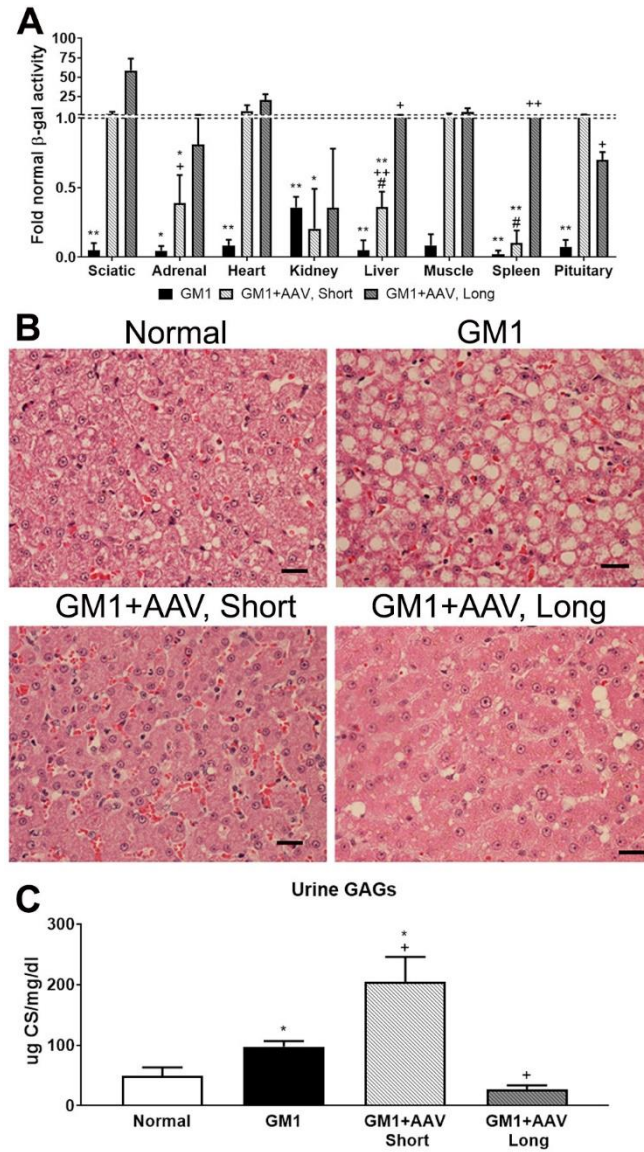 A
Fold normal β-gal activity
100
75
50
25
1.0
0.5
0.0
** * ** ** ** ** **
* + * ** ++ # ** #
+ ++ +
Sciatic Adrenal Heart Kidney Liver Muscle Spleen Pituitary
GM1 GM1+AAV, Short GM1+AAV, Long
B
Normal GM1
GM1+AAV, Short GM1+AAV, Long
C
Urine GAGs
ug CS/mg/dl
300
200
100
0
*
* +
+
Normal GM1 GM1+AAV GM1+AAV
Short Long